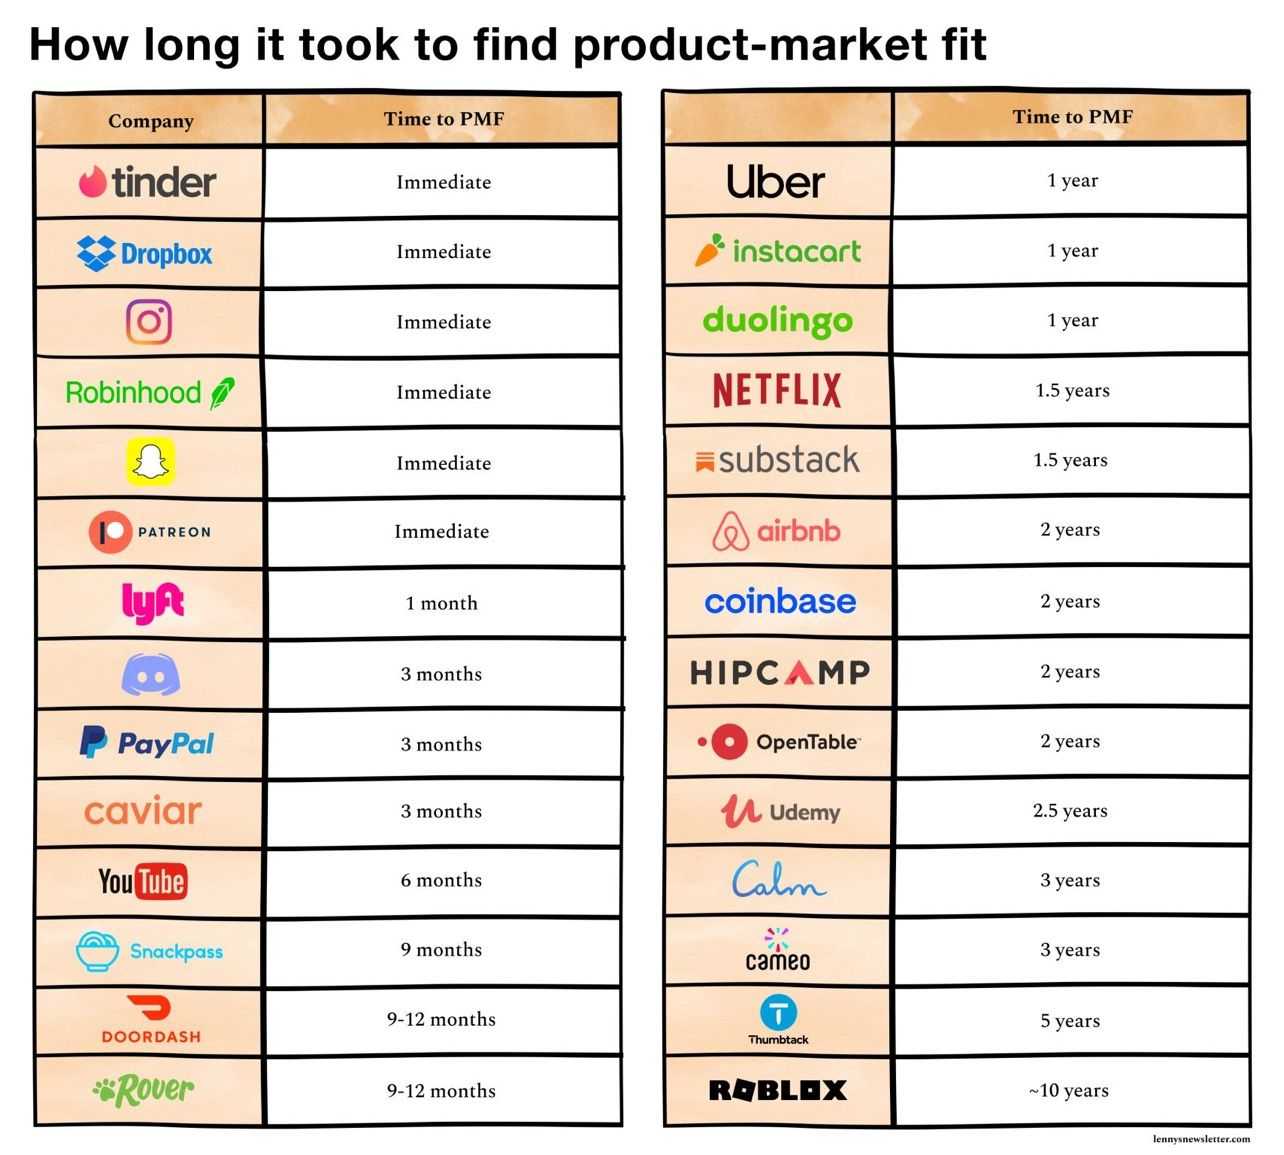 How long it took to find product-market fit
Company Time to PMF
tinder Immediate
Dropbox Immediate
Immediate
Robinhood Immediate
Immediate
PATREON Immediate
lyft 1 month
3 months
PayPal 3 months
caviar 3 months
YouTube 6 months
Snackpass 9 months
DOORDASH 9-12 months
Rover 9-12 months
Time to PMF
Uber 1 year
instacart 1 year
duolingo 1 year
NETFLIX 1.5 years
substack 1.5 years
airbnb 2 years
coinbase 2 years
HIPCAMP 2 years
OpenTable 2 years
Udemy 2.5 years
Calm 3 years
cameo 3 years
Thumbtack 5 years
ROBLOX ~10 years
lennysnewsletter.com